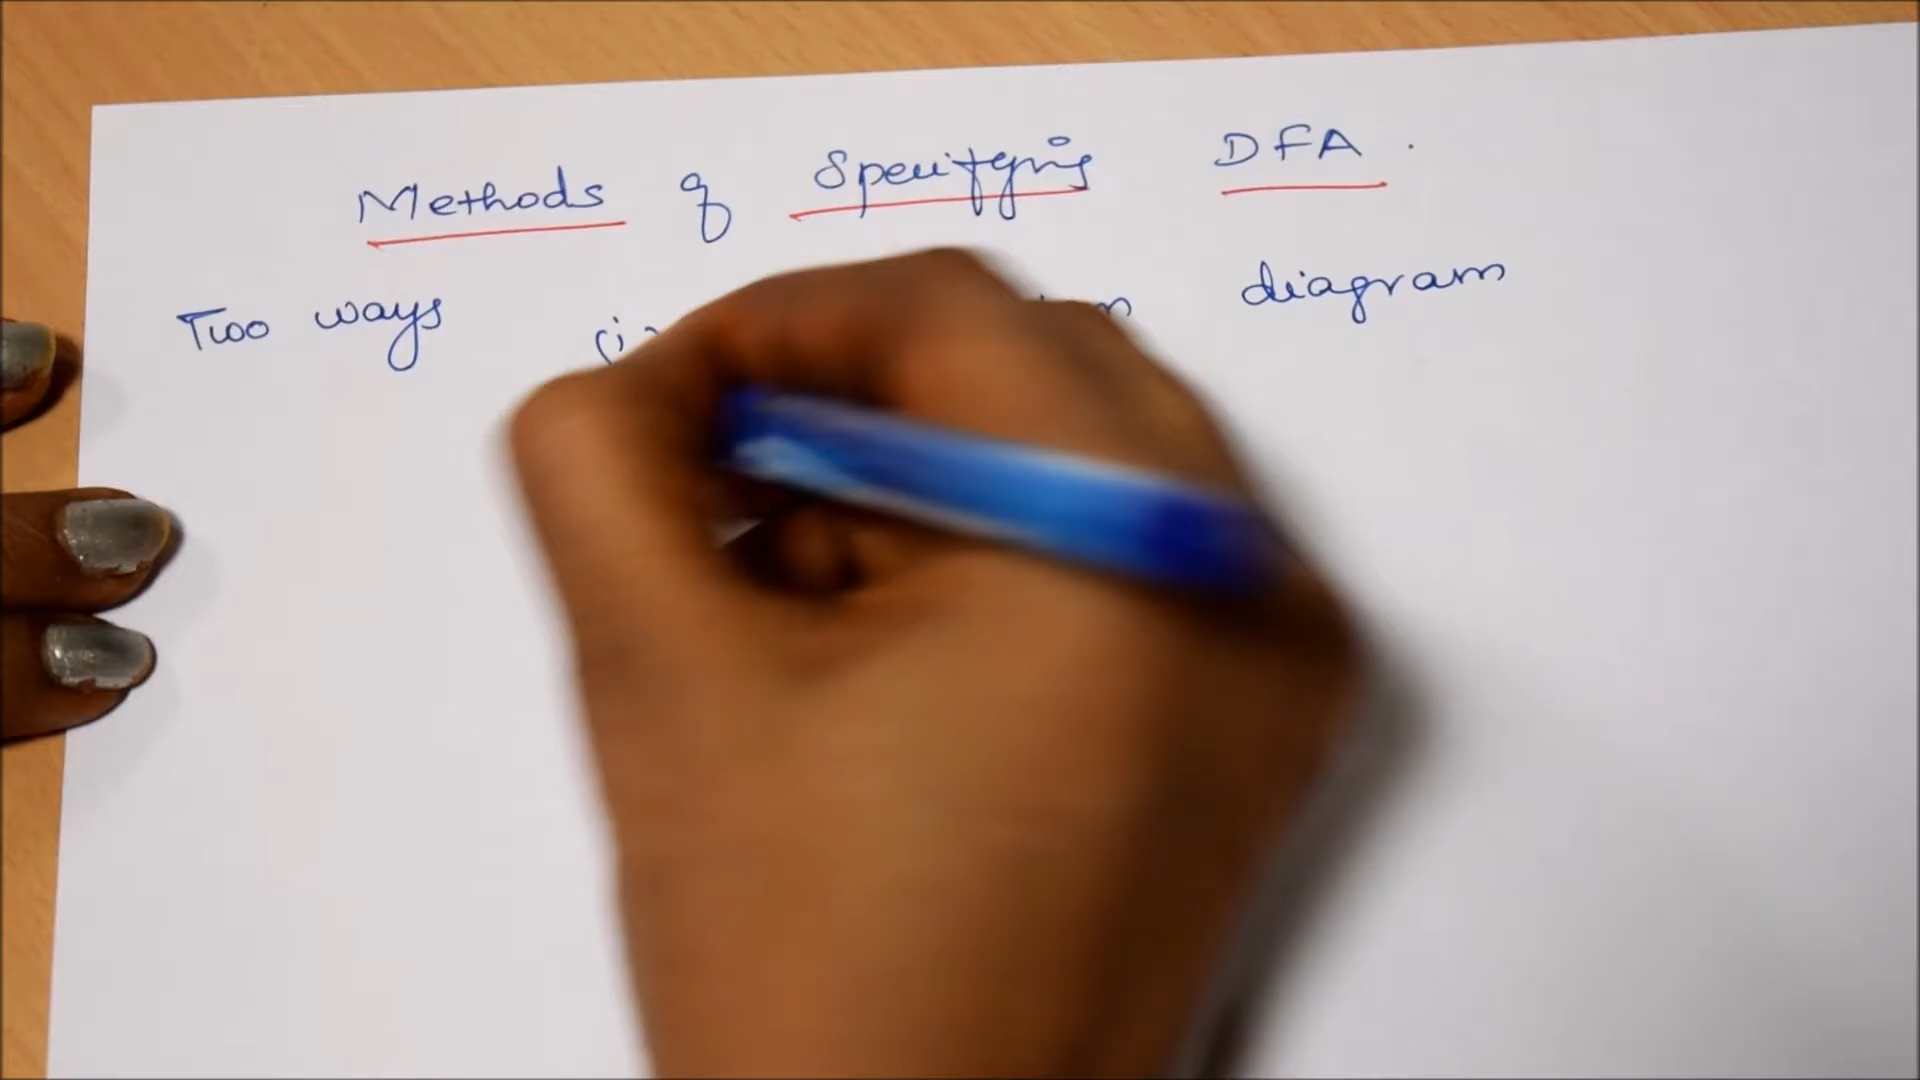 Methods of Specifying DFA.
Two ways (i) diagram